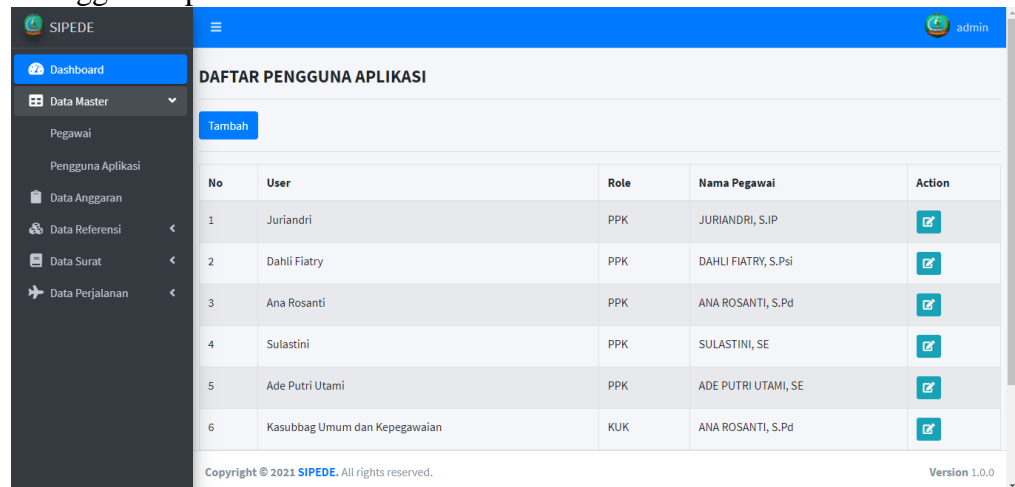 SIPEDE
admin
Dashboard
DAFTAR PENGGUNA APLIKASI
Data Master
Tambah
Pegawai
Pengguna Aplikasi
Data Anggaran
Data Referensi
Data Surat
Data Perjalanan
No User Role Nama Pegawai Action
1 Juriandri PPK JURIANDRI, S.IP
2 Dahli Fiatry PPK DAHLI FIATRY, S.Psi
3 Ana Rosanti PPK ANA ROSANTI, S.Pd
4 Sulastini PPK SULASTINI, SE
5 Ade Putri Utami PPK ADE PUTRI UTAMI, SE
6 Kasubbag Umum dan Kepegawaian KUK ANA ROSANTI, S.Pd
Copyright © 2021 SIPEDE. All rights reserved. Version 1.0.0